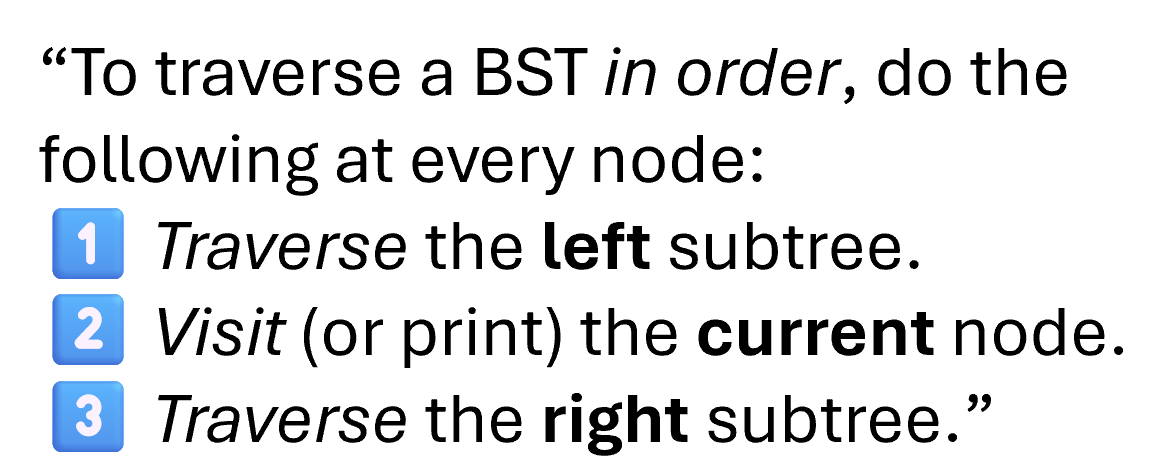 “To traverse a BST in order, do the
following at every node:
1️⃣ Traverse the left subtree.
2️⃣ Visit (or print) the current node.
3️⃣ Traverse the right subtree.”